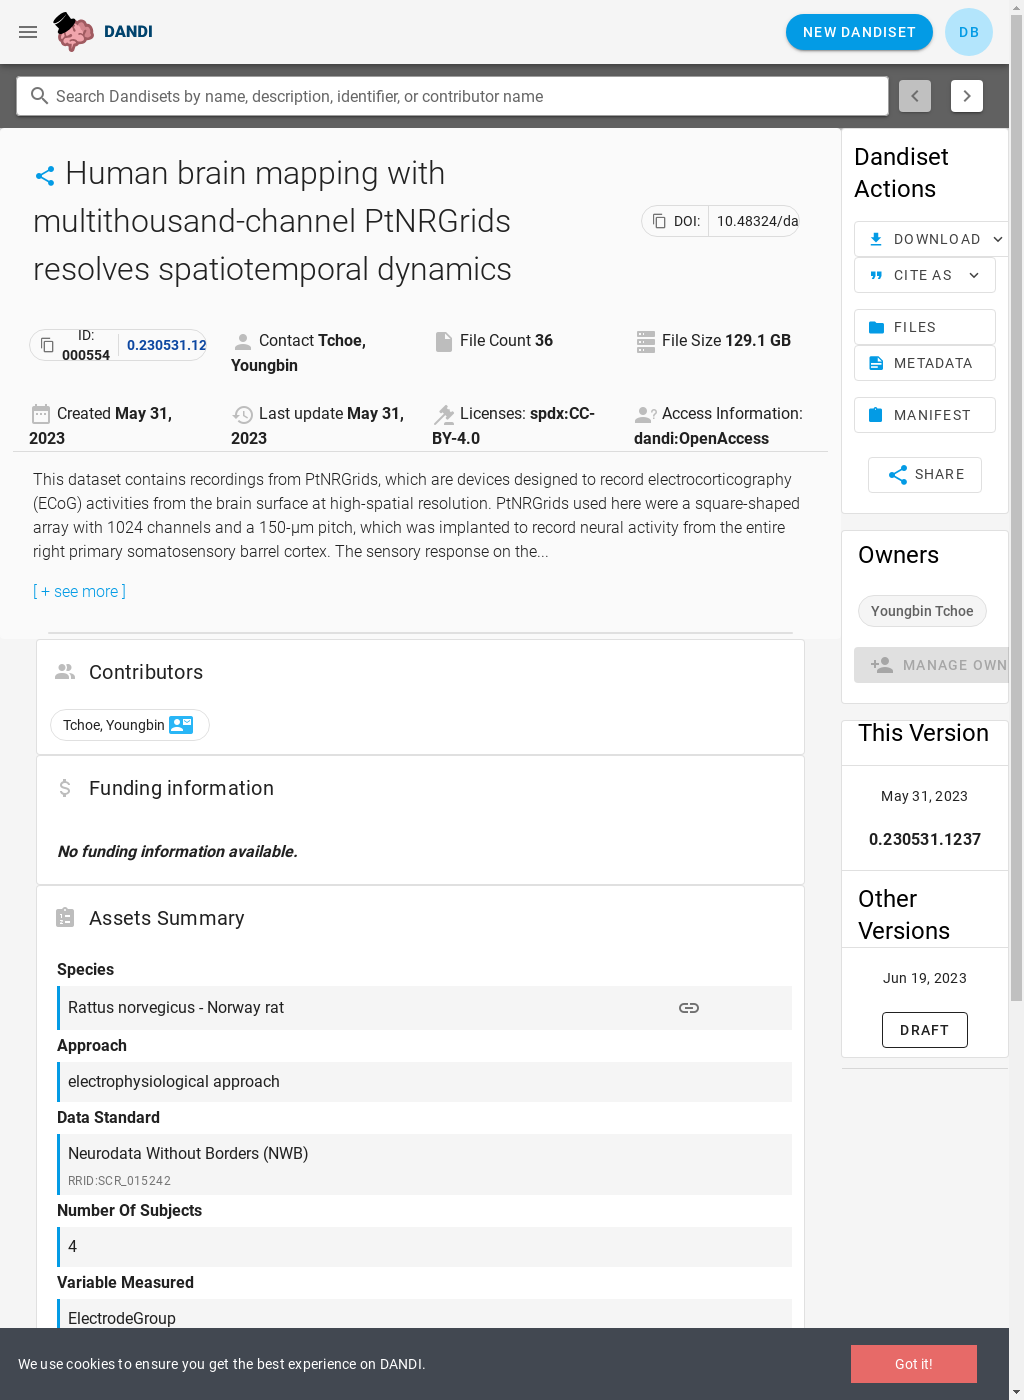 DANDI
NEW DANDISET
DB
Search Dandisets by name, description, identifier, or contributor name
Human brain mapping with
multithousand-channel PtNRGrids
resolves spatiotemporal dynamics
DOI: 10.48324/da
ID:
000554
0.230531.12
Contact Tchoe,
Youngbin
File Count 36
File Size 129.1 GB
Created May 31,
2023
Last update May 31,
2023
Licenses: spdx:CC-
BY-4.0
Access Information:
dandi:OpenAccess
This dataset contains recordings from PtNRGrids, which are devices designed to record electrocorticography
(ECoG) activities from the brain surface at high-spatial resolution. PtNRGrids used here were a square-shaped
array with 1024 channels and a 150-μm pitch, which was implanted to record neural activity from the entire
right primary somatosensory barrel cortex. The sensory response on the...
[ + see more ]
Contributors
Tchoe, Youngbin
Funding information
No funding information available.
Assets Summary
Species
Rattus norvegicus - Norway rat
Approach
electrophysiological approach
Data Standard
Neurodata Without Borders (NWB)
RRID:SCR_015242
Number Of Subjects
4
Variable Measured
ElectrodeGroup
Dandiset
Actions
DOWNLOAD
CITE AS
FILES
METADATA
MANIFEST
SHARE
Owners
Youngbin Tchoe
MANAGE OWN
This Version
May 31, 2023
0.230531.1237
Other
Versions
Jun 19, 2023
DRAFT
We use cookies to ensure you get the best experience on DANDI.
Got it!